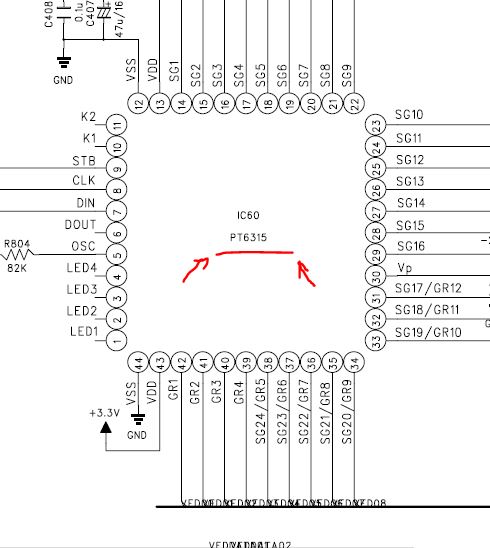 C408
0.1u
C407
47u/16
GND
VSS
VDD
SG1
SG2
SG3
SG4
SG5
SG6
SG7
SG8
SG9
12
13
14
15
16
17
18
19
20
21
22
K2 11
K1 10
STB 9
CLK 8
DIN 7
DOUT 6
OSC 5
LED4 4
LED3 3
LED2 2
LED1 1
R804
82K
IC60
PT6315
23 SG10
24 SG11
25 SG12
26 SG13
27 SG14
28 SG15
29 SG16
30 Vp
31 SG17/GR12
32 SG18/GR11
33 SG19/GR10
44
43
42
41
40
39
38
37
36
35
34
VSS
VDD
GR1
GR2
GR3
GR4
SG24/GR5
SG23/GR6
SG22/GR7
SG21/GR8
SG20/GR9
+3.3V
GND